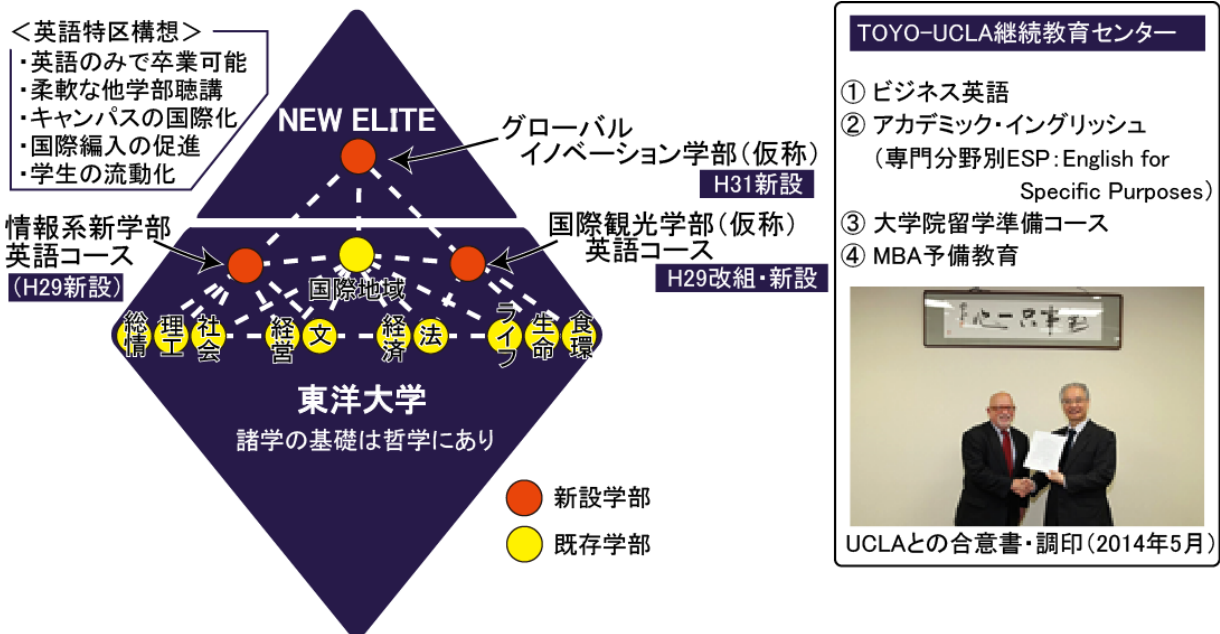 ＜英語特区構想＞
・英語のみで卒業可能
・柔軟な他学部聴講
・キャンパスの国際化
・国際編入の促進
・学生の流動化
NEW ELITE
グローバル
イノベーション学部（仮称）
H31新設
情報系新学部
英語コース
（H29新設）
国際観光学部（仮称）
英語コース
H29改組・新設
国際地域
総情
理工
社会
経営
文
経済
法
ライフ
生命
食環
東洋大学
諸学の基礎は哲学にあり
新設学部
既存学部
TOYO-UCLA継続教育センター
① ビジネス英語
② アカデミック・イングリッシュ
（専門分野別ESP：English for
Specific Purposes）
③ 大学院留学準備コース
④ MBA予備教育
UCLAとの合意書・調印（2014年5月）